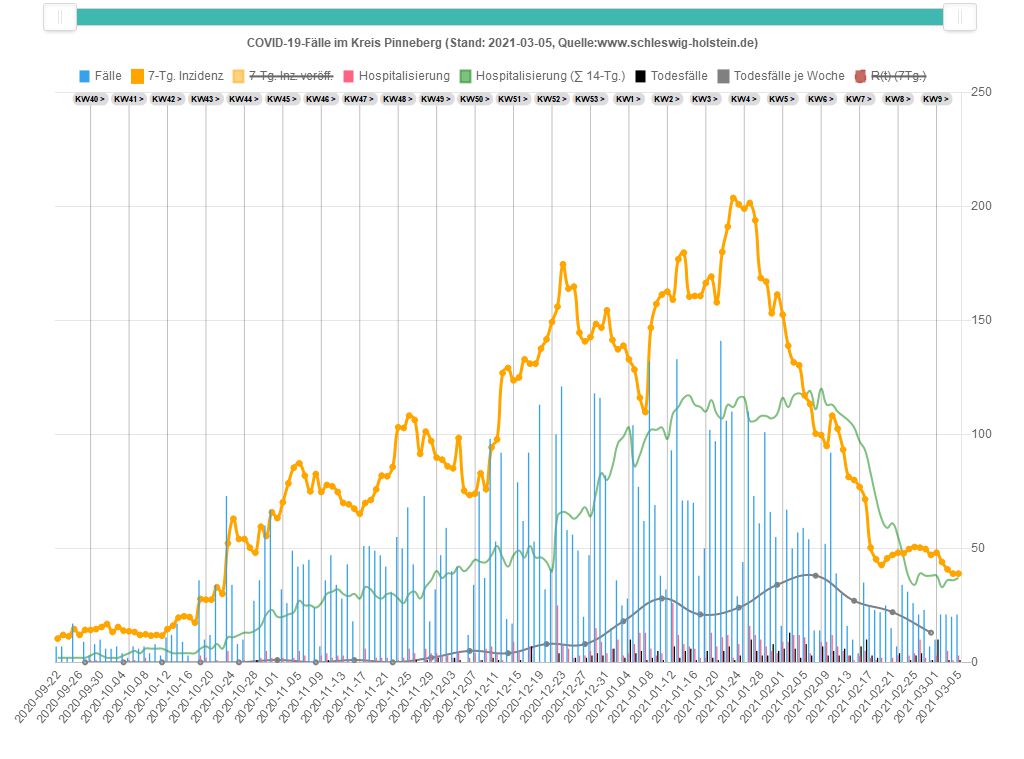 COVID-19-Fälle im Kreis Pinneberg (Stand: 2021-03-05, Quelle:www.schleswig-holstein.de)
Fälle 7-Tg. Inzidenz 7-Tg. Inz. veröff. Hospitalisierung Hospitalisierung (∑ 14-Tg.) Todesfälle Todesfälle je Woche R(t) (7Tg.)
KW40 > KW41 > KW42 > KW43 > KW44 > KW45 > KW46 > KW47 > KW48 > KW49 > KW50 > KW51 > KW52 > KW53 > KW1 > KW2 > KW3 > KW4 > KW5 > KW6 > KW7 > KW8 > KW9 >
250
200
150
100
50
0
2020-09-22 2020-09-26 2020-09-30 2020-10-04 2020-10-08 2020-10-12 2020-10-16 2020-10-20 2020-10-24 2020-10-28 2020-11-01 2020-11-05 2020-11-09 2020-11-13 2020-11-17 2020-11-21 2020-11-25 2020-11-29 2020-12-03 2020-12-07 2020-12-11 2020-12-15 2020-12-19 2020-12-23 2020-12-27 2020-12-31 2021-01-04 2021-01-08 2021-01-12 2021-01-16 2021-01-20 2021-01-24 2021-01-28 2021-02-01 2021-02-05 2021-02-09 2021-02-13 2021-02-17 2021-02-21 2021-02-25 2021-03-01 2021-03-05